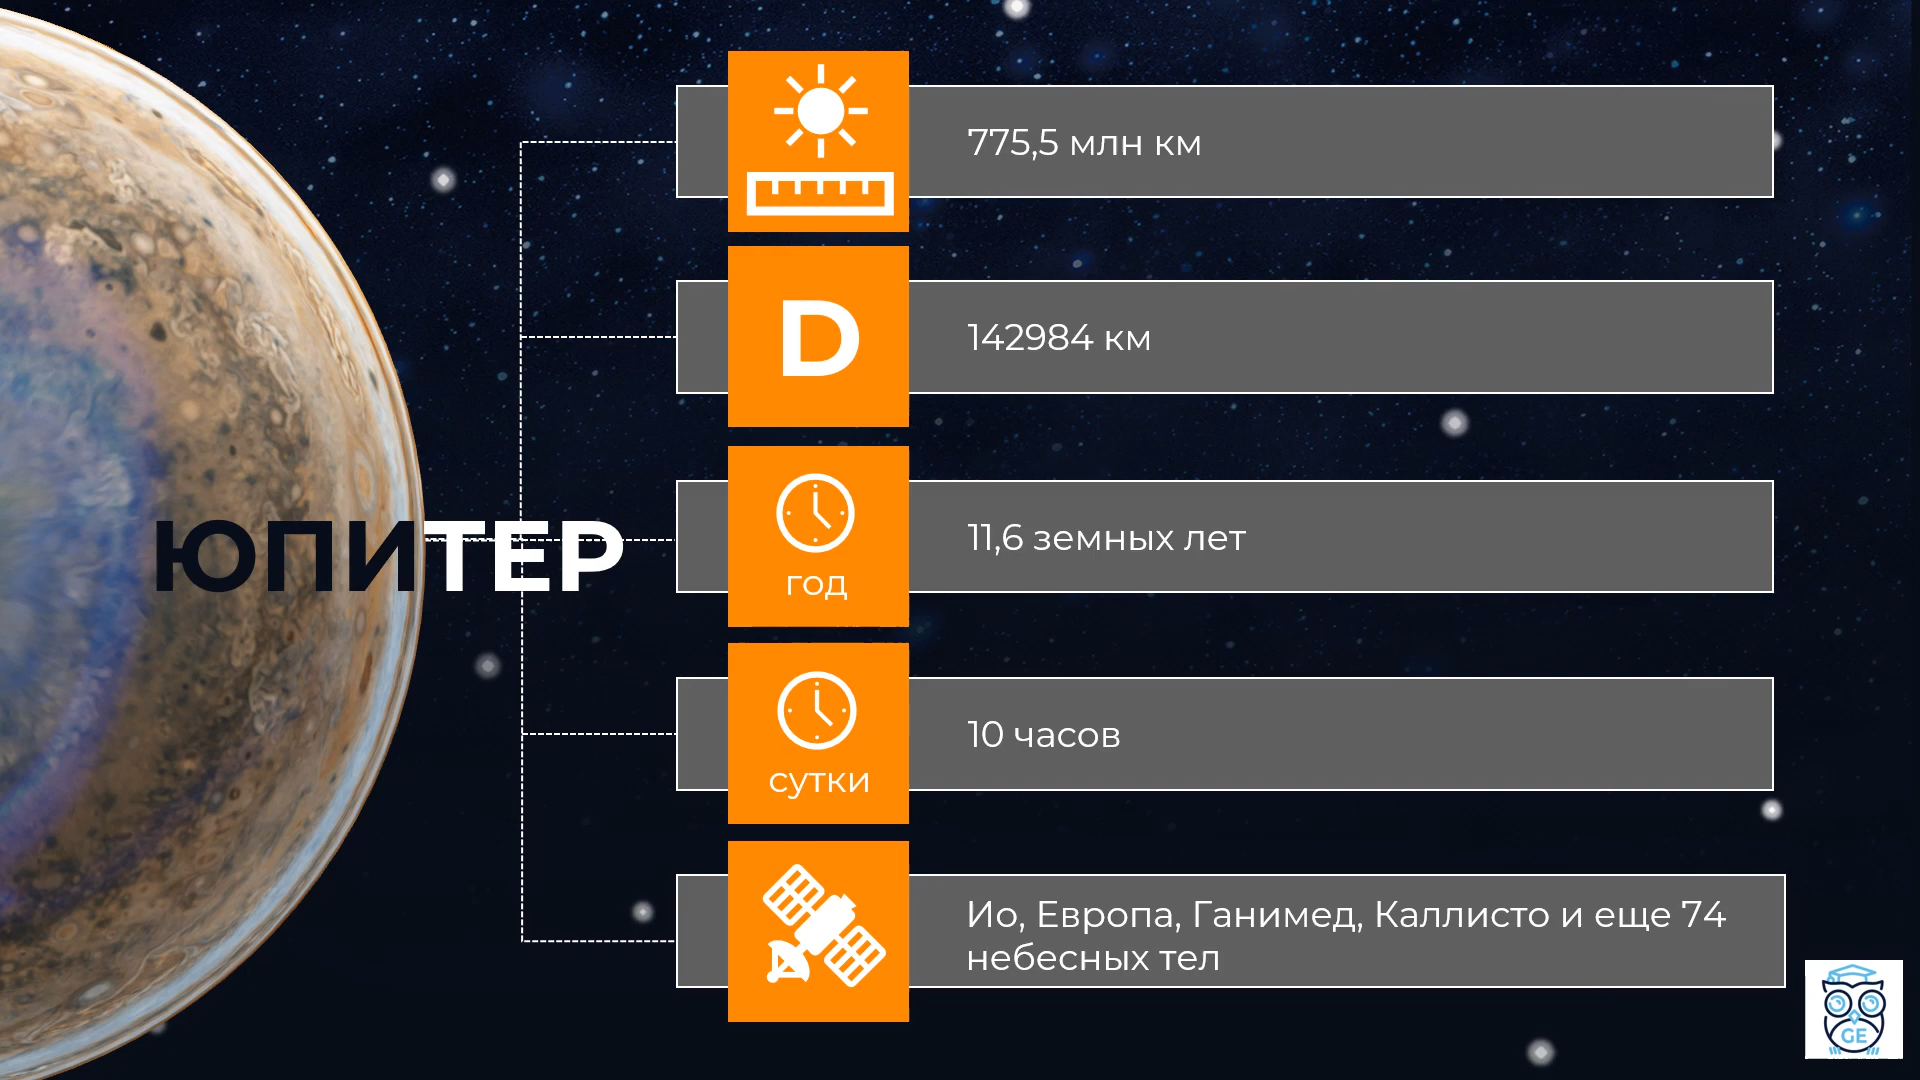 775,5 млн км
D
142984 км
ЮПИТЕР
11,6 земных лет
год
10 часов
сутки
Ио, Европа, Ганимед, Каллисто и еще 74
небесных тел
GE